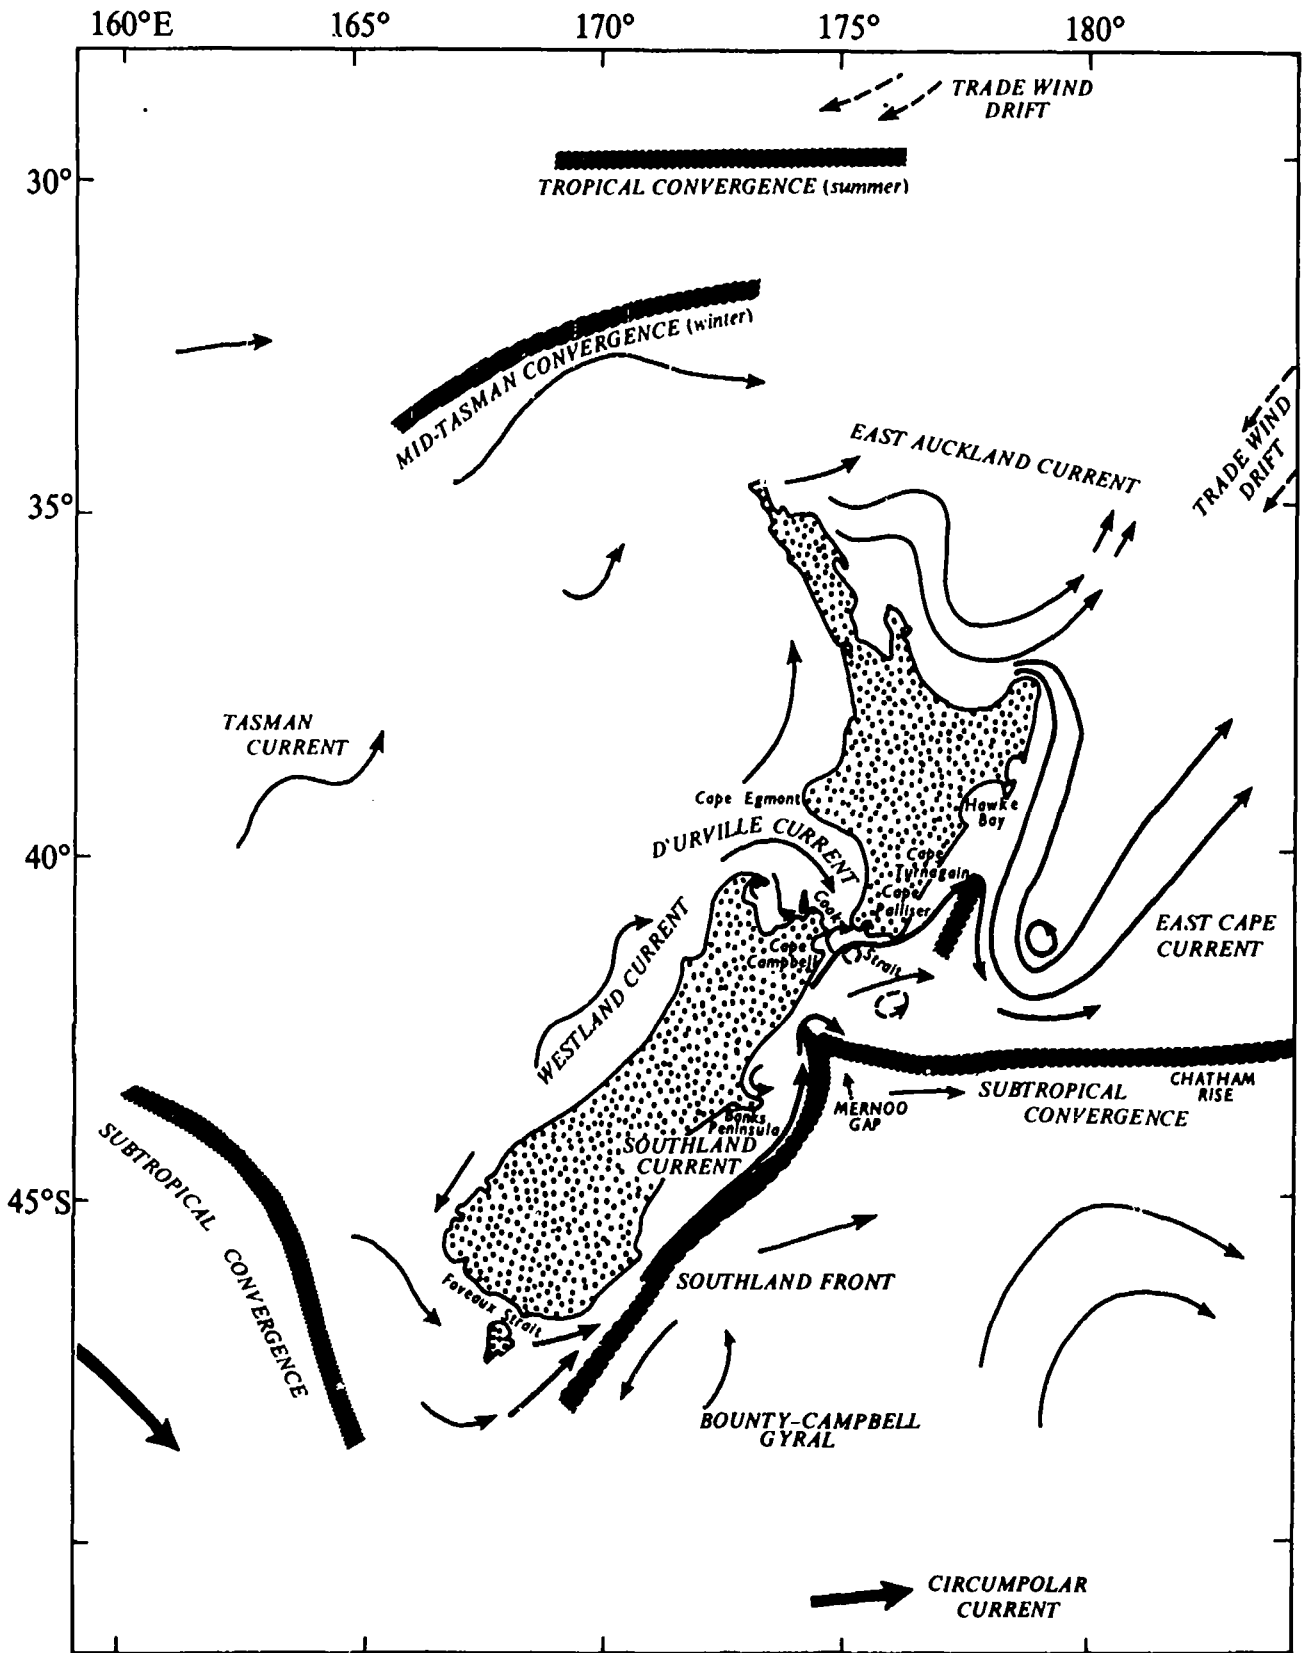 160°E 165° 170° 175° 180°
TRADE WIND
DRIFT
30°
TROPICAL CONVERGENCE (summer)
MID-TASMAN CONVERGENCE (winter)
TRADE WIND
DRIFT
EAST AUCKLAND CURRENT
35°
TASMAN
CURRENT
Cape Egmont
Hawke
Bay
D'URVILLE CURRENT
40°
Cape
Turnagain
Cape
Palliser
Cook
Strait
EAST CAPE
CURRENT
Cape
Campbell
WESTLAND CURRENT
CHATHAM
RISE
SUBTROPICAL
CONVERGENCE
MERNOO
GAP
Banks
Peninsula
SOUTHLAND
CURRENT
SUBTROPICAL CONVERGENCE
45°S
SOUTHLAND FRONT
Foveaux Strait
BOUNTY-CAMPBELL
GYRAL
CIRCUMPOLAR
CURRENT